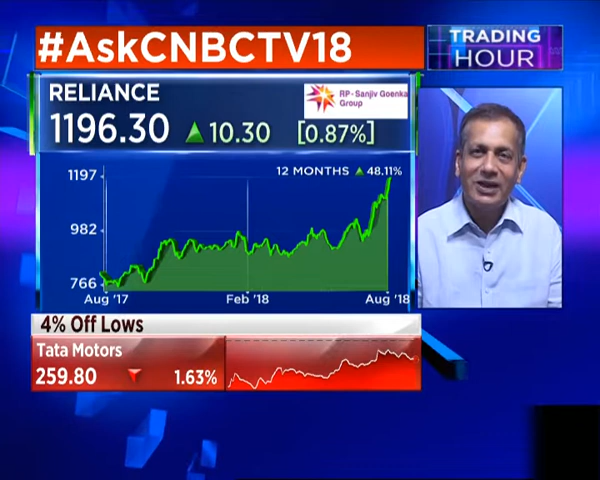 #AskCNBCTV18
TRADING
HOUR
RELIANCE
RP-Sanjiv Goenka
Group
1196.30 ▲10.30 [0.87%]
12 MONTHS ▲ 48.11%
1197
982
766
Aug '17 Feb '18 Aug '18
4% Off Lows
Tata Motors
259.80 ▼ 1.63%